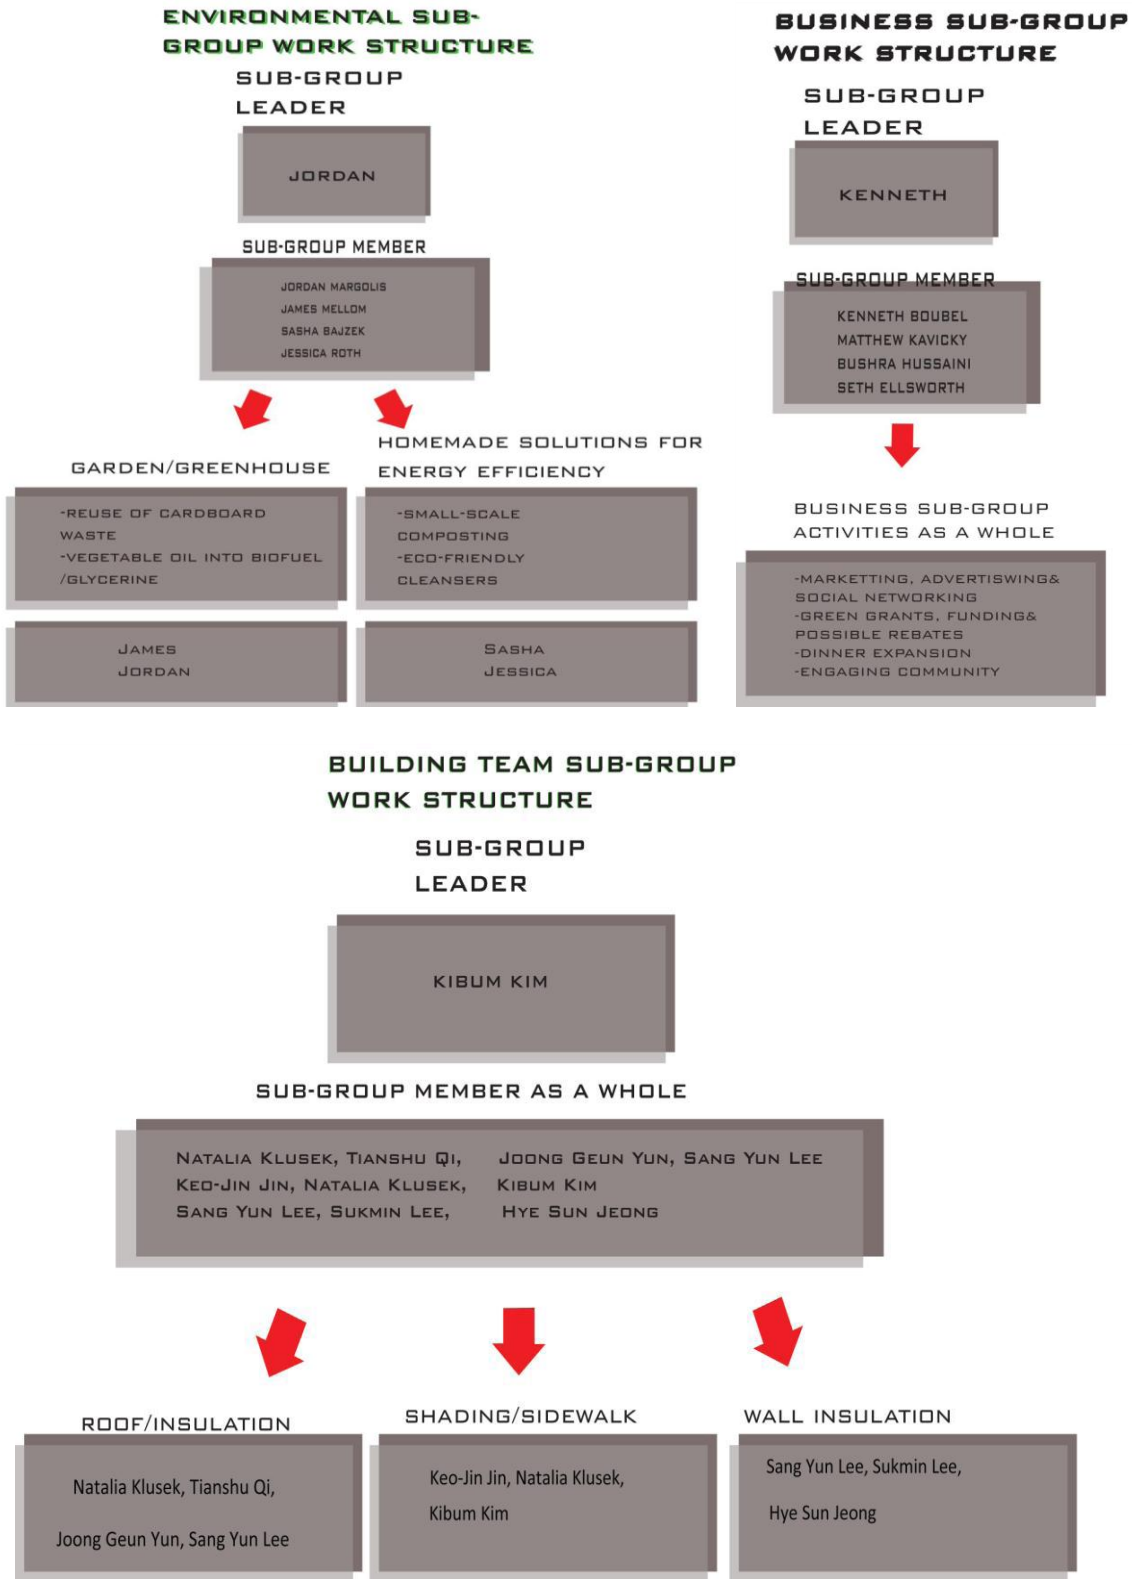 ENVIRONMENTAL SUB-
GROUP WORK STRUCTURE
SUB-GROUP
LEADER
JORDAN
SUB-GROUP MEMBER
JORDAN MARGOLIS
JAMES MELLOM
SASHA BAJZEK
JESSICA ROTH
GARDEN/GREENHOUSE
-REUSE OF CARDBOARD
WASTE
-VEGETABLE OIL INTO BIOFUEL
/GLYCERINE
JAMES
JORDAN
HOMEMADE SOLUTIONS FOR
ENERGY EFFICIENCY
-SMALL-SCALE
COMPOSTING
-ECO-FRIENDLY
CLEANSERS
SASHA
JESSICA
BUSINESS SUB-GROUP
WORK STRUCTURE
SUB-GROUP
LEADER
KENNETH
SUB-GROUP MEMBER
KENNETH BOUBEL
MATTHEW KAVICKY
BUSHRA HUSSAINI
SETH ELLSWORTH
BUSINESS SUB-GROUP
ACTIVITIES AS A WHOLE
-MARKETTING, ADVERTISWING&
SOCIAL NETWORKING
-GREEN GRANTS, FUNDING&
POSSIBLE REBATES
-DINNER EXPANSION
-ENGAGING COMMUNITY
BUILDING TEAM SUB-GROUP
WORK STRUCTURE
SUB-GROUP
LEADER
KIBUM KIM
SUB-GROUP MEMBER AS A WHOLE
NATALIA KLUSEK, TIANSHU QI, JOONG GEUN YUN, SANG YUN LEE
KEO-JIN JIN, NATALIA KLUSEK, KIBUM KIM
SANG YUN LEE, SUKMIN LEE, HYE SUN JEONG
ROOF/INSULATION
Natalia Klusek, Tianshu Qi,
Joong Geun Yun, Sang Yun Lee
SHADING/SIDEWALK
Keo-Jin Jin, Natalia Klusek,
Kibum Kim
WALL INSULATION
Sang Yun Lee, Sukmin Lee,
Hye Sun Jeong